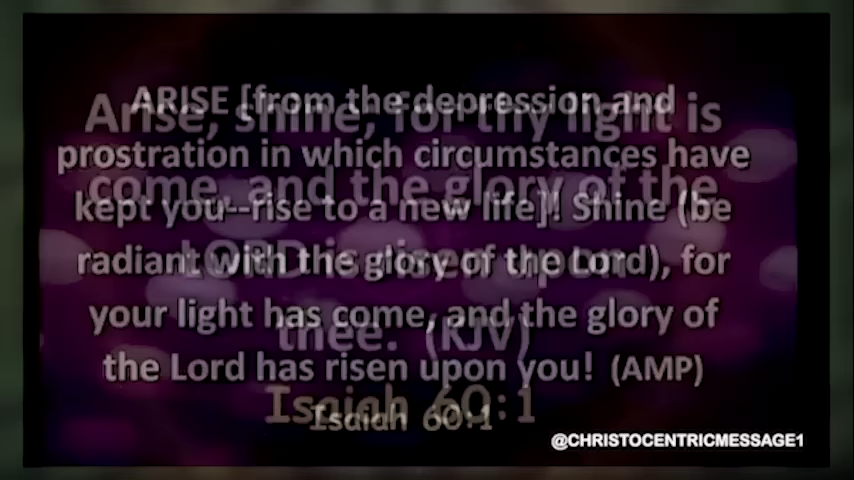 ARISE [from the depression and
prostration in which circumstances have
kept you--rise to a new life]! Shine (be
radiant with the glory of the Lord), for
your light has come, and the glory of
the Lord has risen upon you! (AMP)
Isaiah 60:1
Arise, shine, for thy light is
come, and the glory of the
LORD is risen upon
thee. (KJV)
Isaiah 60:1
@CHRISTOCENTRICMESSAGE1